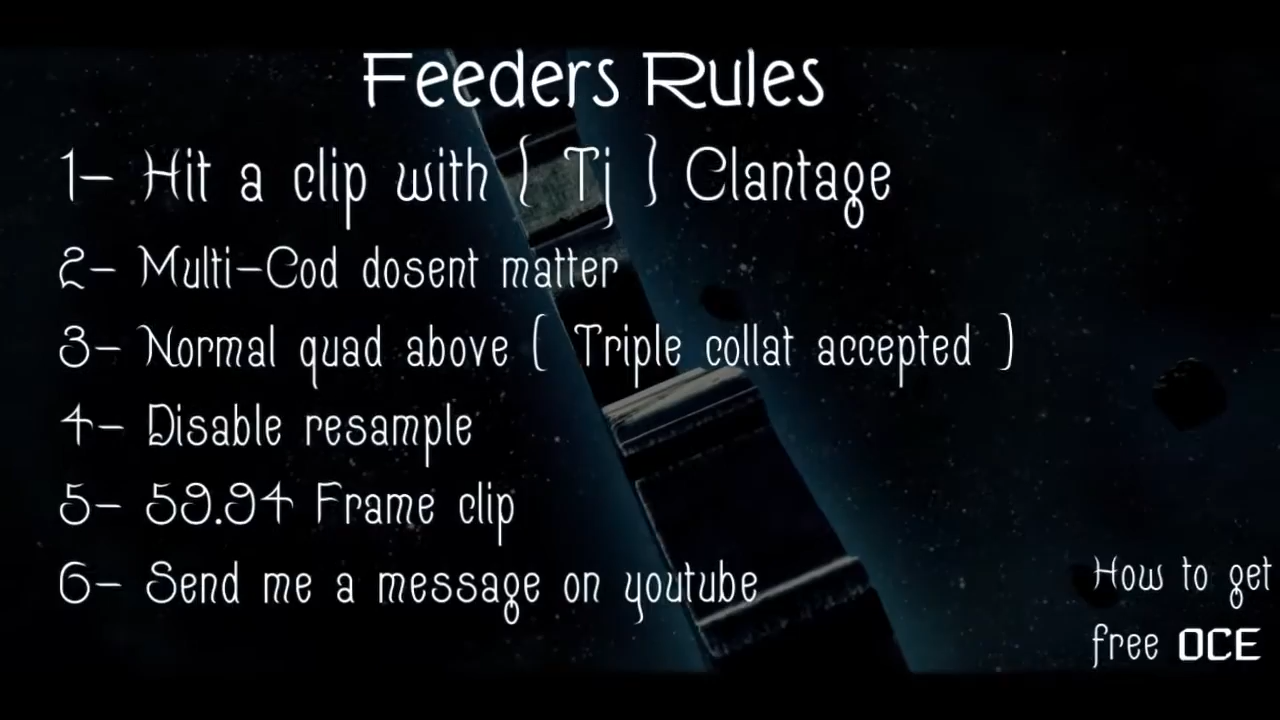 Feeders Rules
1- Hit a clip with { Tj } Clantage
2- Multi-Cod dosent matter
3- Normal quad above ( Triple collat accepted )
4- Disable resample
5- 59.94 Frame clip
6- Send me a message on youtube
How to get
free OCE